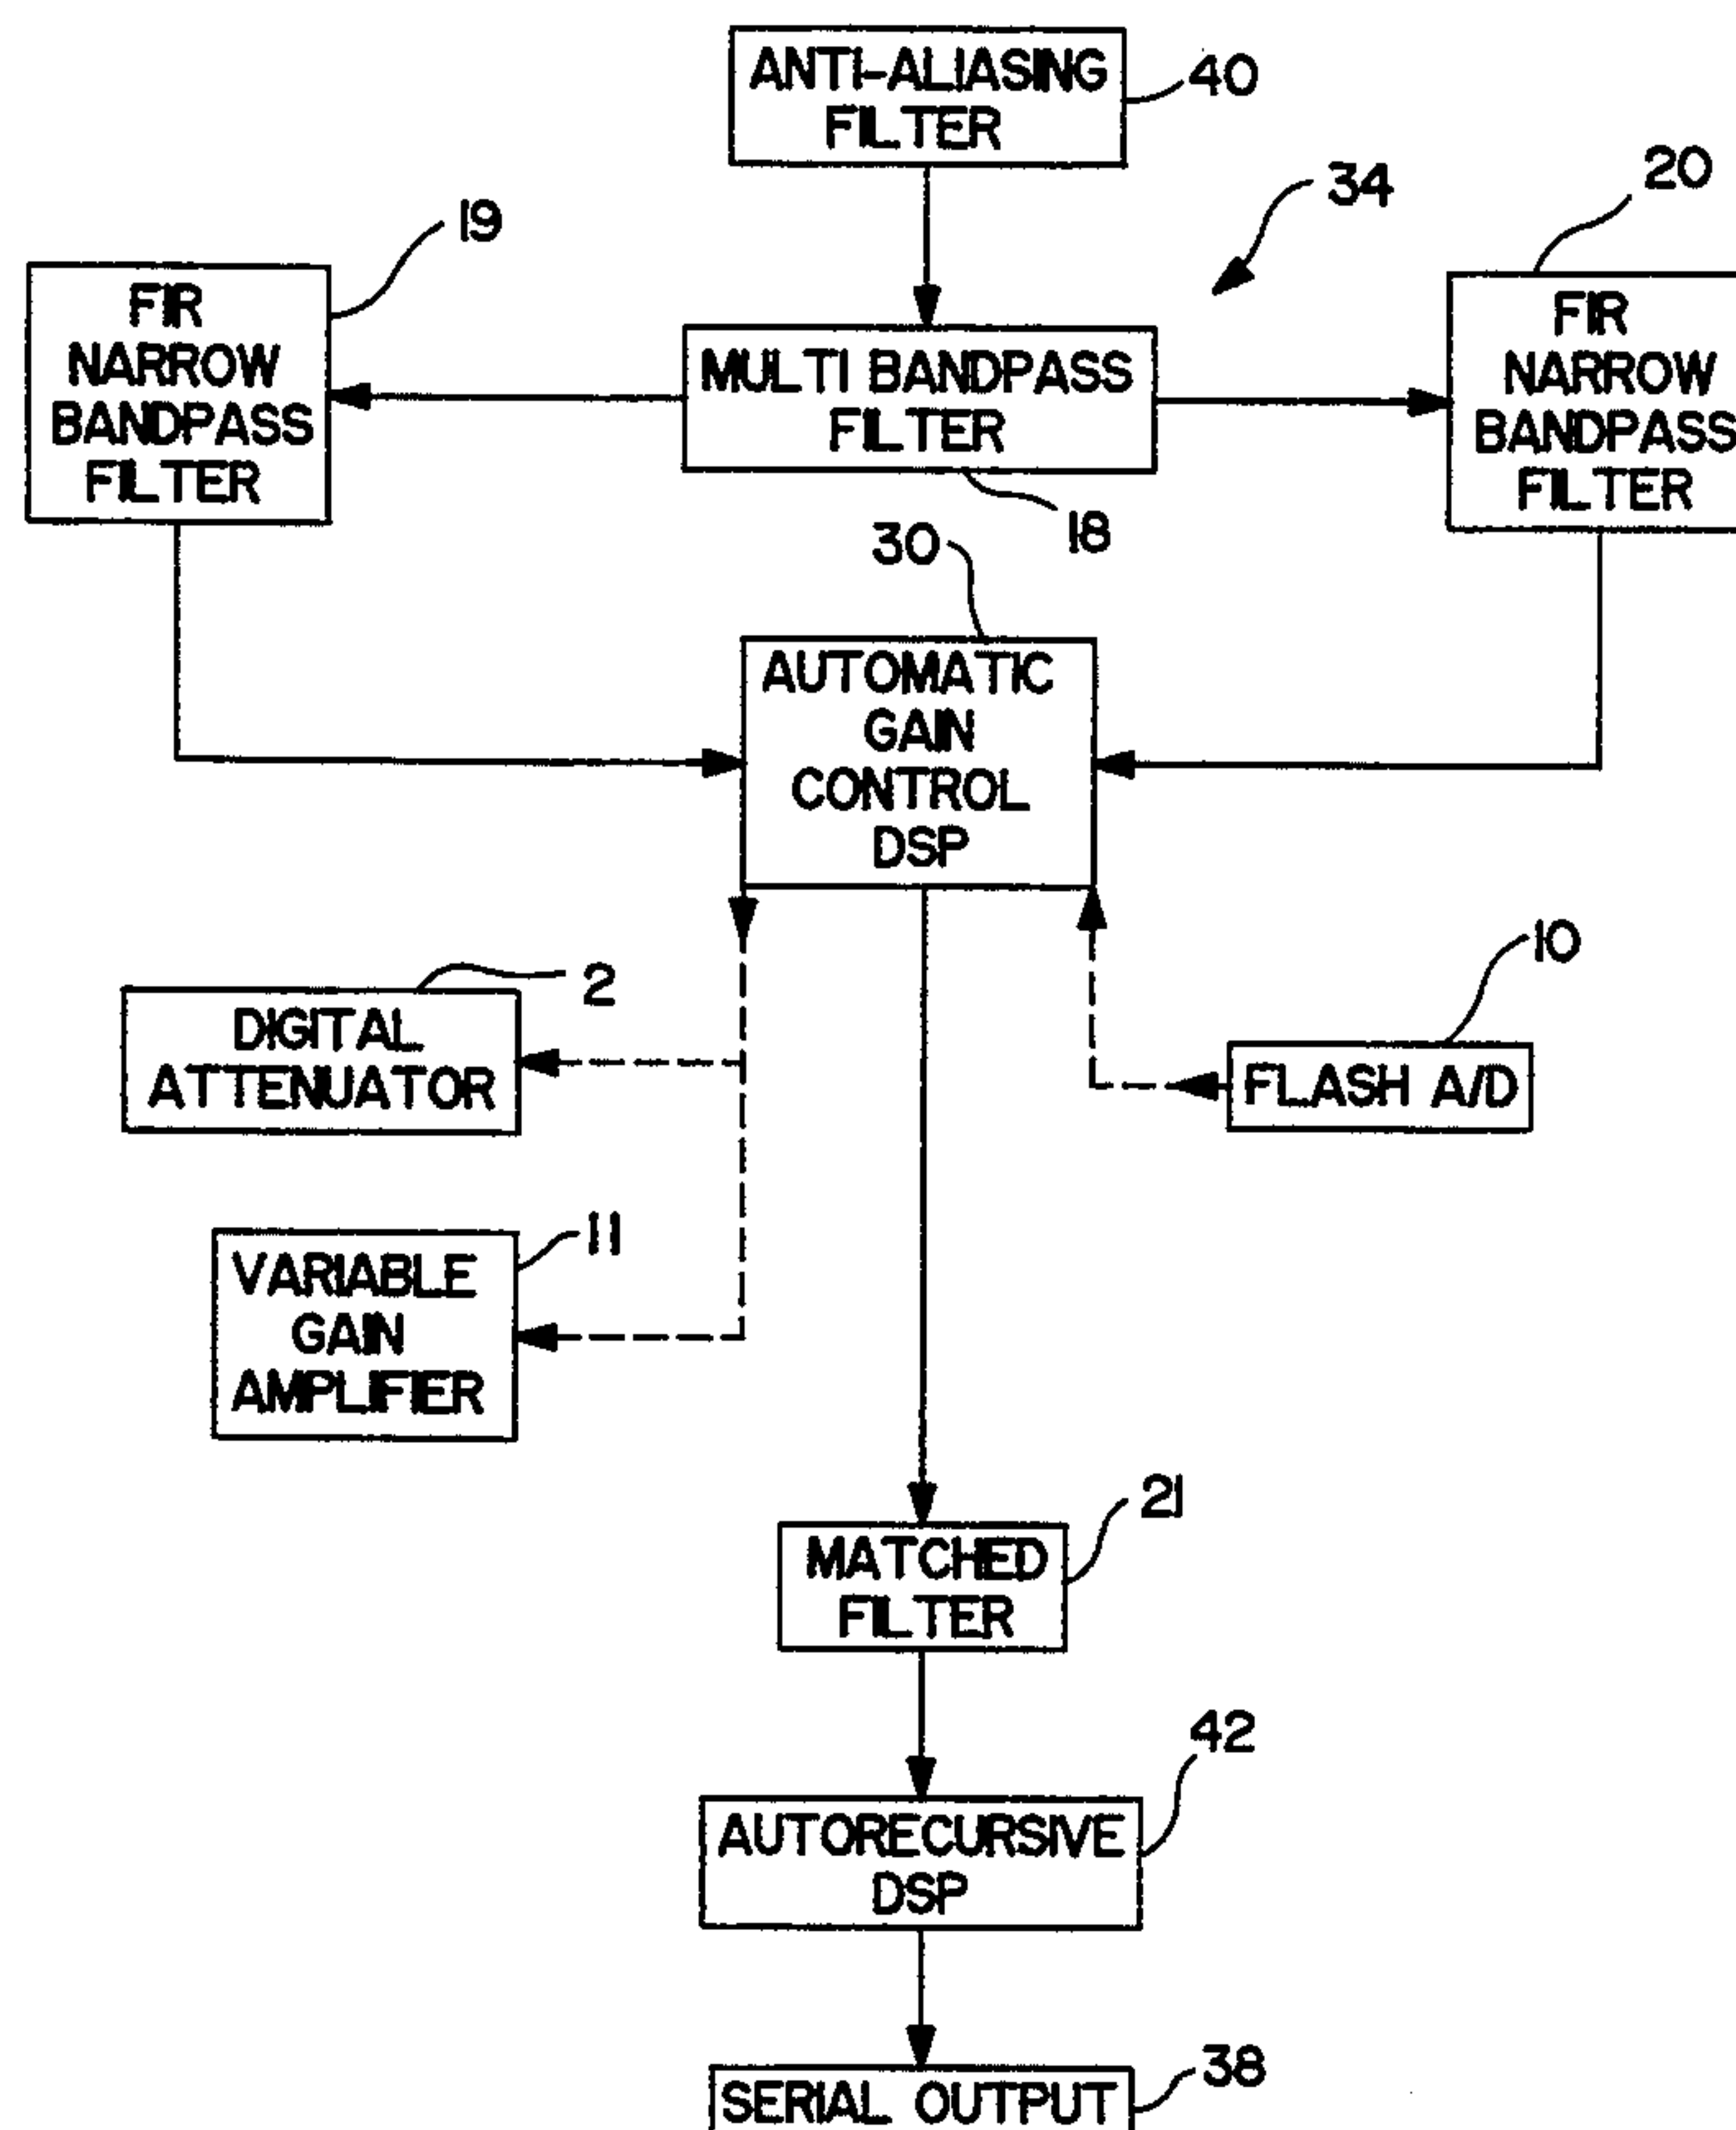 ANTI-ALIASING
FILTER
40
34
20
19
FIR
NARROW
BANDPASS
FILTER
MULTI BANDPASS
FILTER
18
FIR
NARROW
BANDPASS
FILTER
30
AUTOMATIC
GAIN
CONTROL
DSP
2
DIGITAL
ATTENUATOR
10
FLASH A/D
11
VARIABLE
GAIN
AMPLIFIER
21
MATCHED
FILTER
42
AUTORECURSIVE
DSP
38
SERIAL OUTPUT